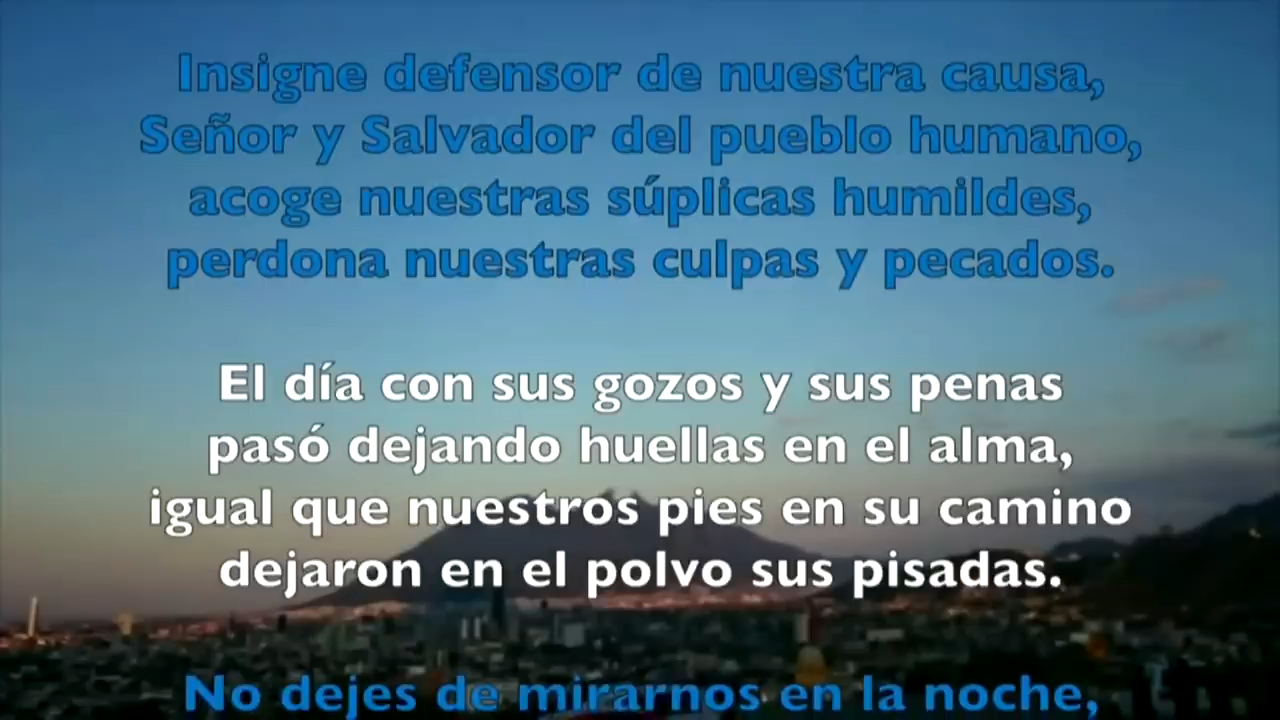 Insigne defensor de nuestra causa,
Señor y Salvador del pueblo humano,
acoge nuestras súplicas humildes,
perdona nuestras culpas y pecados.
El día con sus gozos y sus penas
pasó dejando huellas en el alma,
igual que nuestros pies en su camino
dejaron en el polvo sus pisadas.
No dejes de mirarnos en la noche,